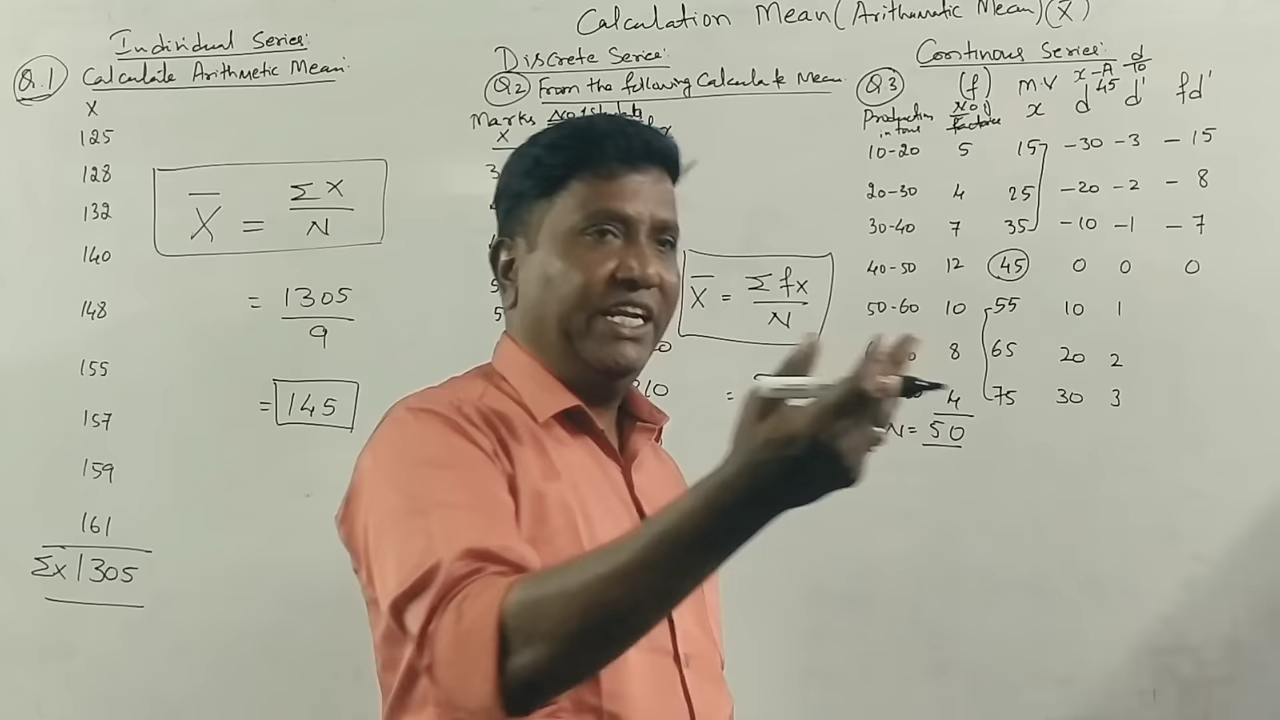 Calculation Mean (Arithmatic Mean) (X̄)
Individual Series:
Q.1 Calculate Arithmetic Mean:
X
125
128
132
140
148
155
157
159
161
Σx 1305
X̄ = ΣX / N
= 1305 / 9
= 145
Discrete Series:
Q2 From the following Calculate Mean.
Marks
X
X̄ = Σfx / N
=
Continous Series:
Q3 (f) M.V x-A d/10
Production in tons No. of factories x d 45 d' fd'
10-20 5 15 -30 -3 -15
20-30 4 25 -20 -2 -8
30-40 7 35 -10 -1 -7
40-50 12 45 0 0 0
50-60 10 55 10 1
8 65 20 2
4 75 30 3
N= 50